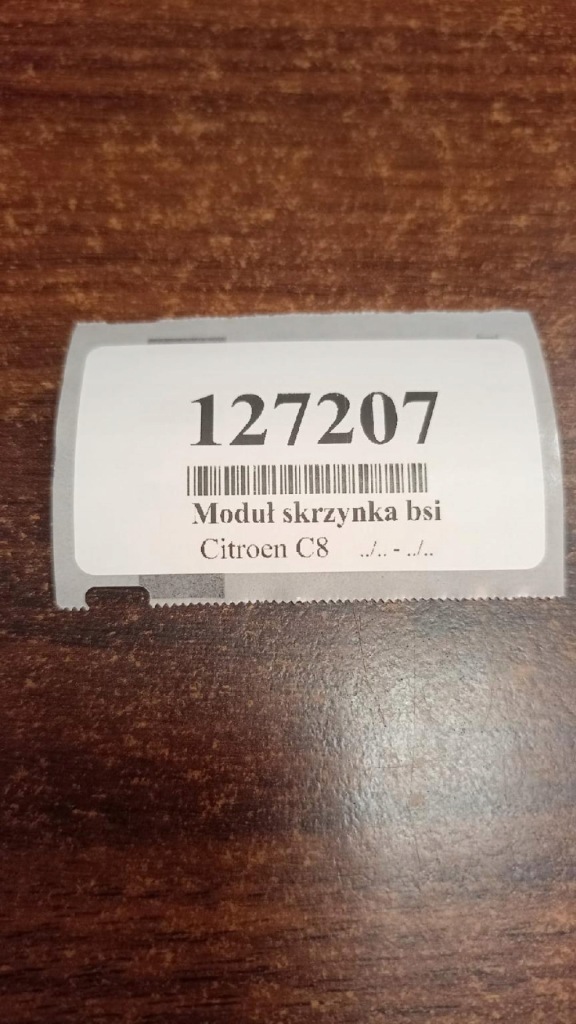 127207
Moduł skrzynka bsi
Citroen C8 ../.. - ../..